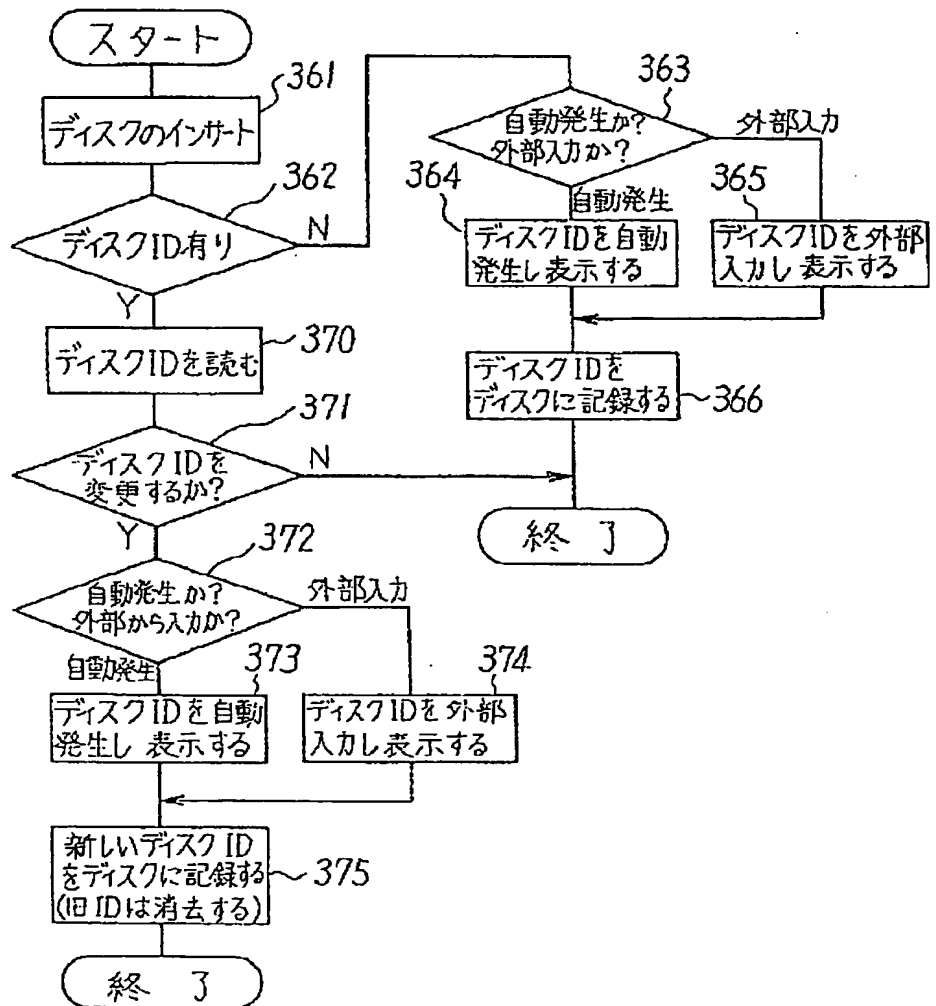 スタート
361
ディスクのインサート
362
ディスクID有り
N
Y
363
自動発生か?
外部入力か?
外部入力
自動発生
364
ディスクIDを自動
発生し表示する
365
ディスクIDを外部
入力し表示する
ディスクIDを
ディスクに記録する
366
終了
370
ディスクIDを読む
371
ディスクIDを
変更するか?
N
Y
372
自動発生か?
外部から入力か?
外部入力
自動発生
373
ディスクIDを自動
発生し表示する
374
ディスクIDを外部
入力し表示する
新しいディスクID
をディスクに記録する
(旧IDは消去する)
375
終了